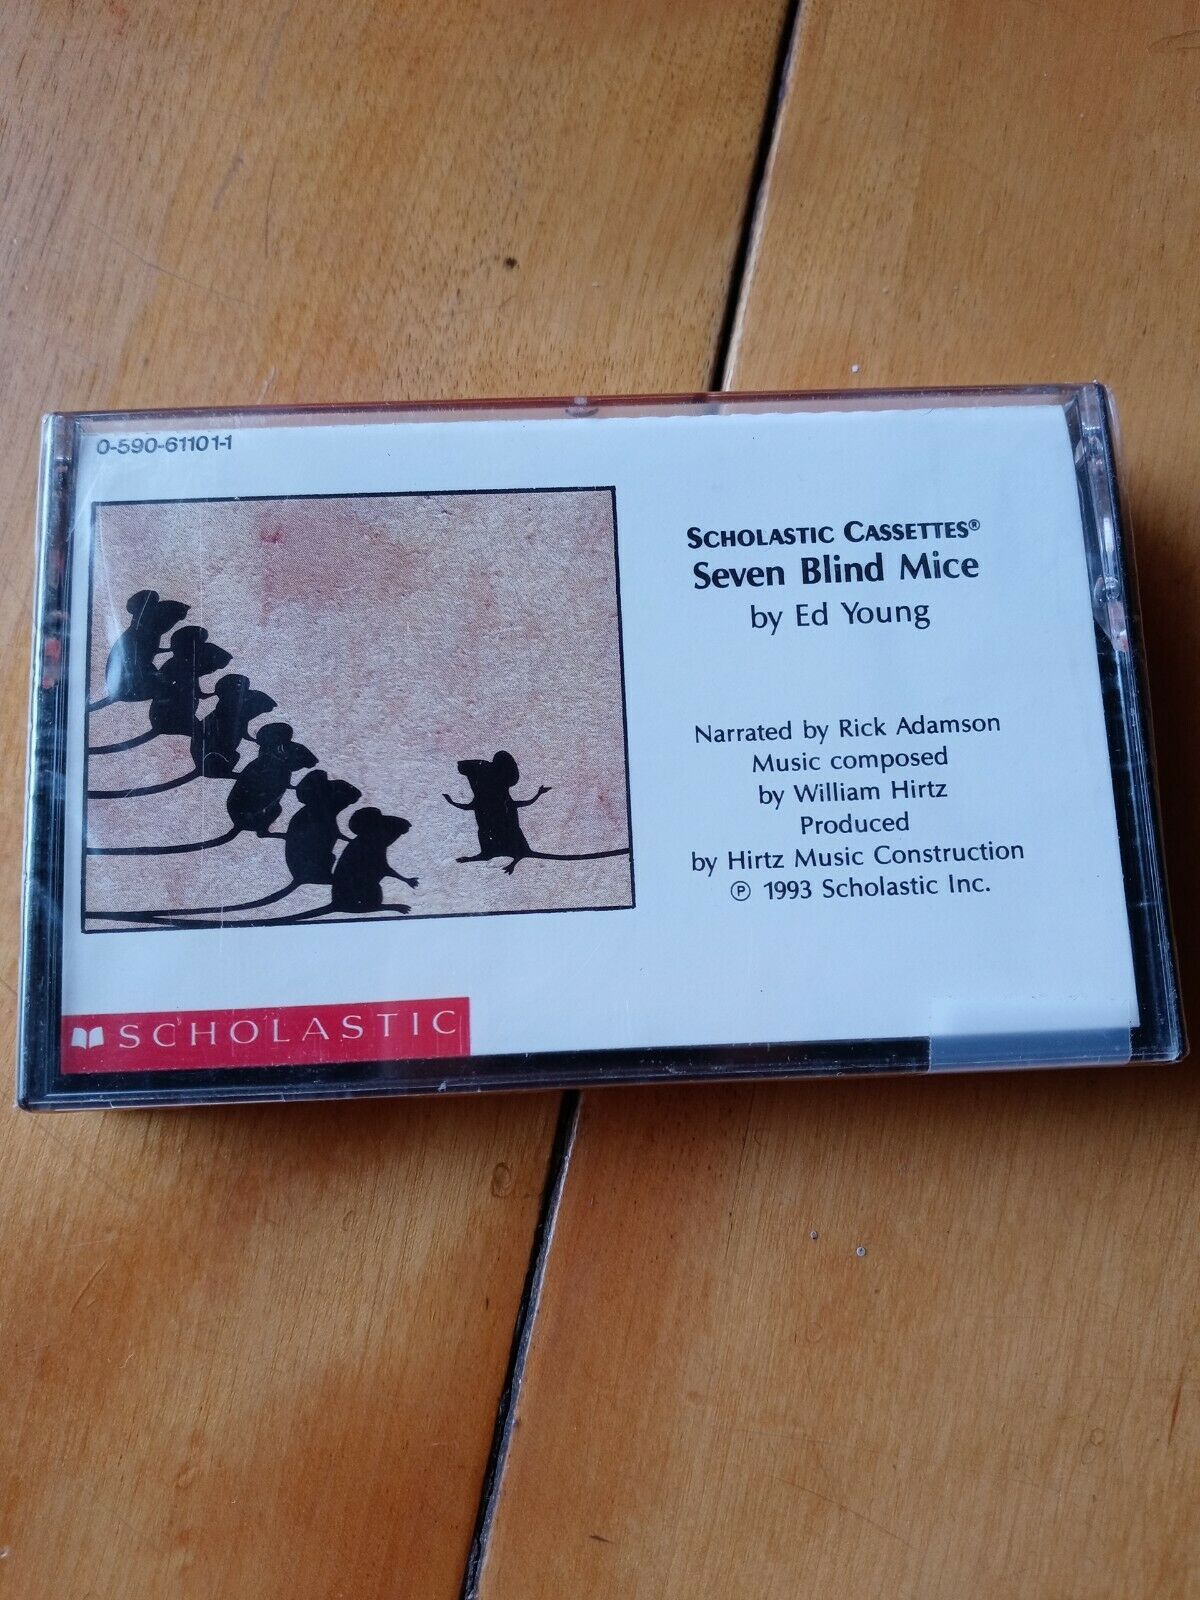 0-590-61101-1
SCHOLASTIC CASSETTES®
Seven Blind Mice
by Ed Young
Narrated by Rick Adamson
Music composed
by William Hirtz
Produced
by Hirtz Music Construction
℗ 1993 Scholastic Inc.
SCHOLASTIC